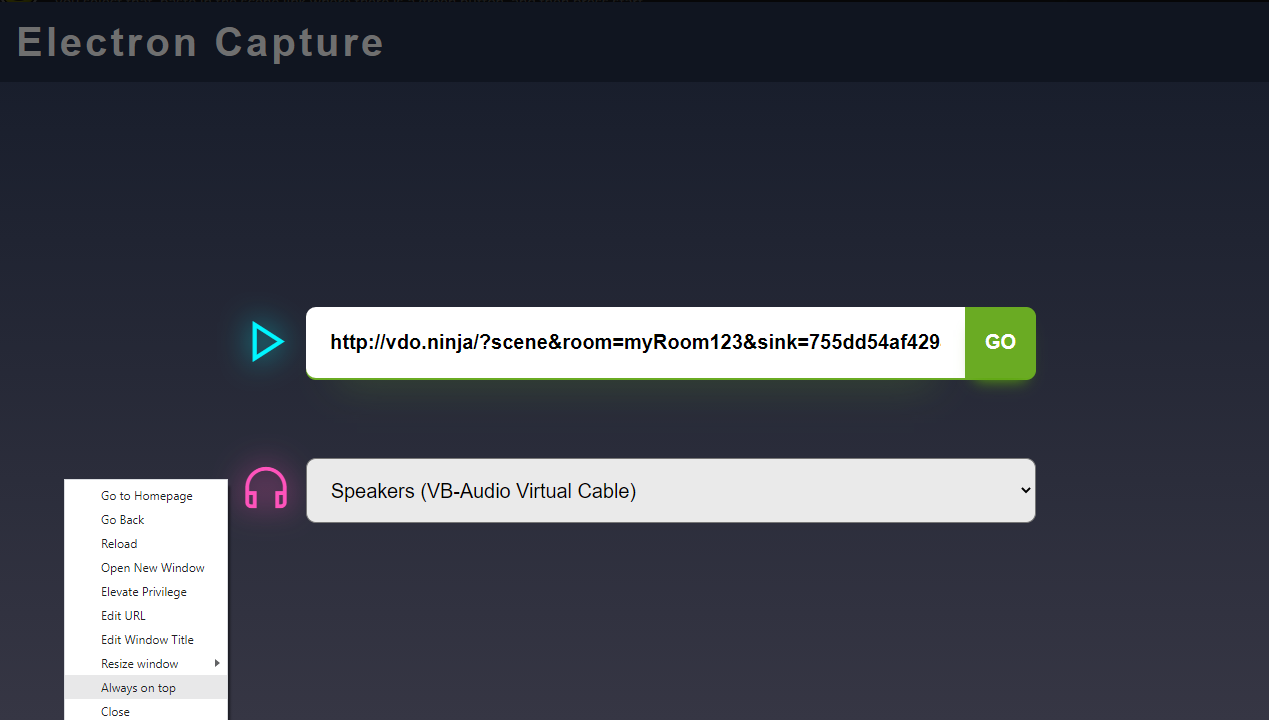 Electron Capture
http://vdo.ninja/?scene&room=myRoom123&sink=755dd54af429
GO
Speakers (VB-Audio Virtual Cable)
Go to Homepage
Go Back
Reload
Open New Window
Elevate Privilege
Edit URL
Edit Window Title
Resize window
Always on top
Close